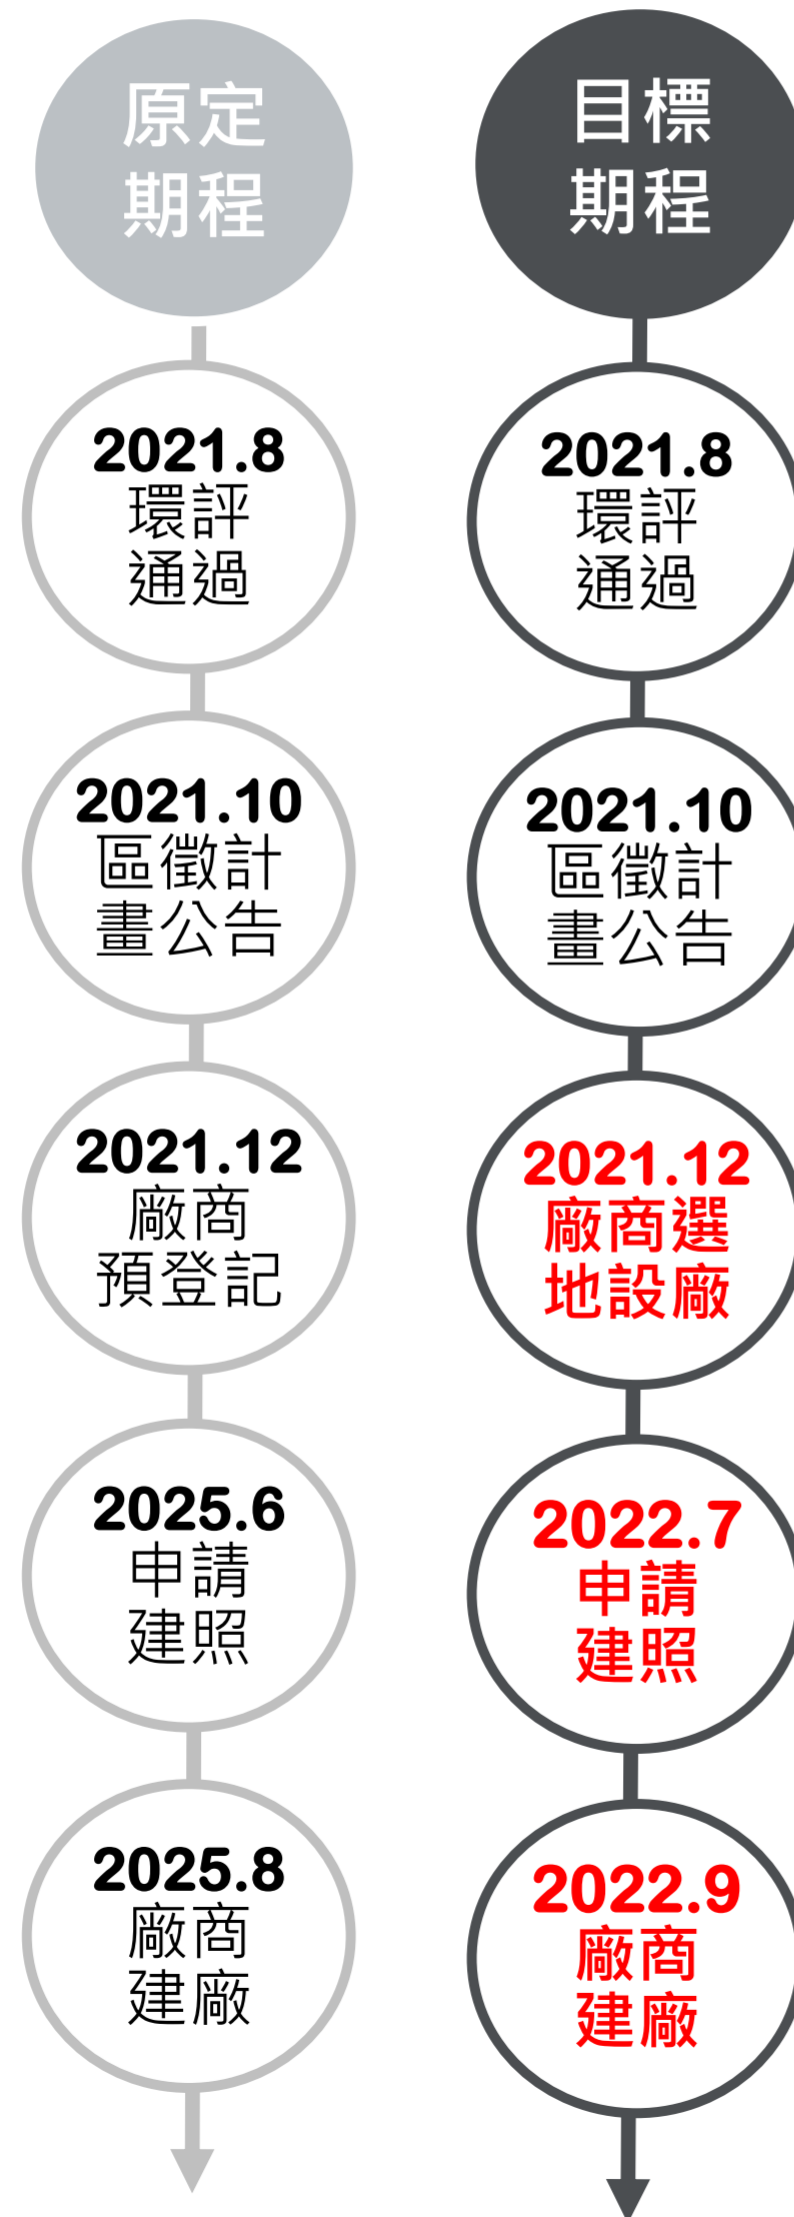 原定
期程
2021.8
環評
通過
2021.10
區徵計
畫公告
2021.12
廠商
預登記
2025.6
申請
建照
2025.8
廠商
建廠
目標
期程
2021.8
環評
通過
2021.10
區徵計
畫公告
2021.12
廠商選
地設廠
2022.7
申請
建照
2022.9
廠商
建廠